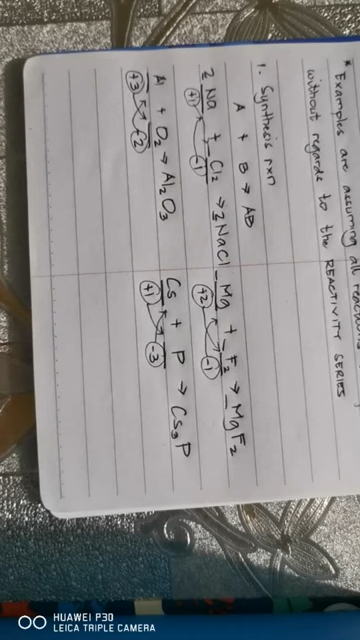 * Examples are assuming all reactions
without regards to the REACTIVITY SERIES
1. Synthesis rxn
A + B → AB
2 Na + _ Cl₂ → 2 NaCl
+1 -1
_ Mg + _ F₂ → _ MgF₂
+2 -1
Al + O₂ → Al₂O₃
+3 -2
Cs + P → Cs₃P
+1 -3
HUAWEI P30
LEICA TRIPLE CAMERA